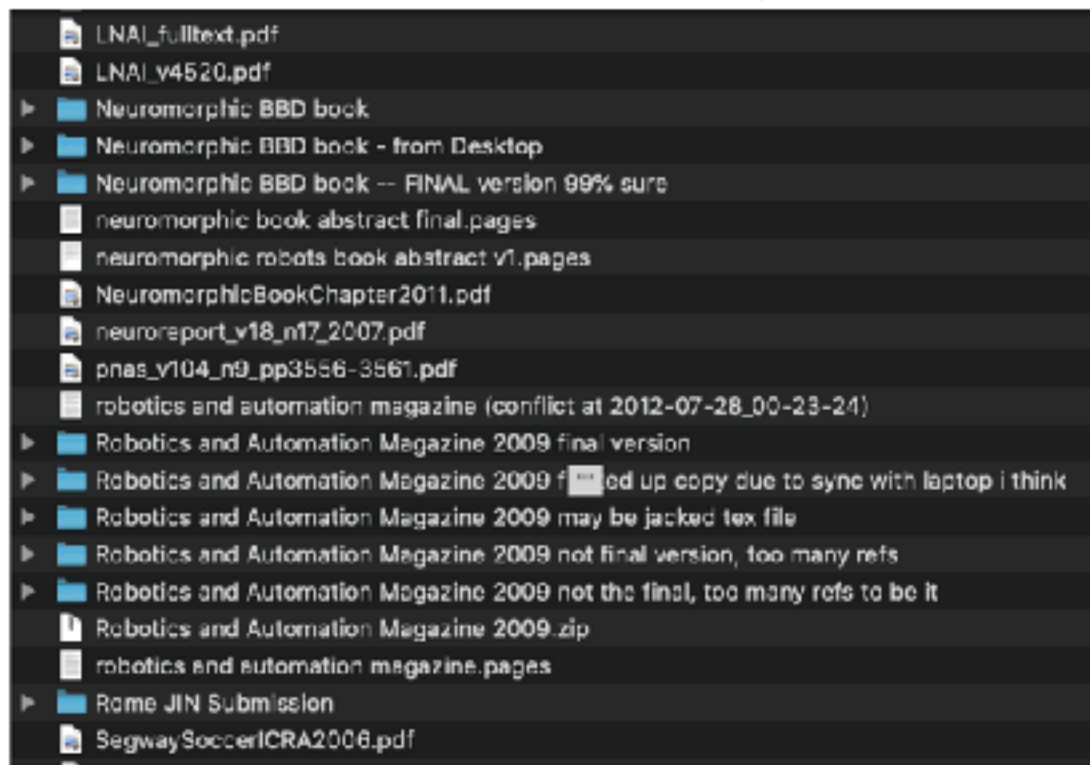 LNAI_fulltext.pdf
LNAI_v4520.pdf
Neuromorphic BBD book
Neuromorphic BBD book - from Desktop
Neuromorphic BBD book -- FINAL version 99% sure
neuromorphic book abstract final.pages
neuromorphic robots book abstract v1.pages
NeuromorphicBookChapter2011.pdf
neuroreport_v18_n17_2007.pdf
pnas_v104_n9_pp3556-3561.pdf
robotics and automation magazine (conflict at 2012-07-28_00-23-24)
Robotics and Automation Magazine 2009 final version
Robotics and Automation Magazine 2009 f***ed up copy due to sync with laptop i think
Robotics and Automation Magazine 2009 may be jacked tex file
Robotics and Automation Magazine 2009 not final version, too many refs
Robotics and Automation Magazine 2009 not the final, too many refs to be it
Robotics and Automation Magazine 2009.zip
robotics and automation magazine.pages
Rome JIN Submission
SegwaySoccerICRA2006.pdf